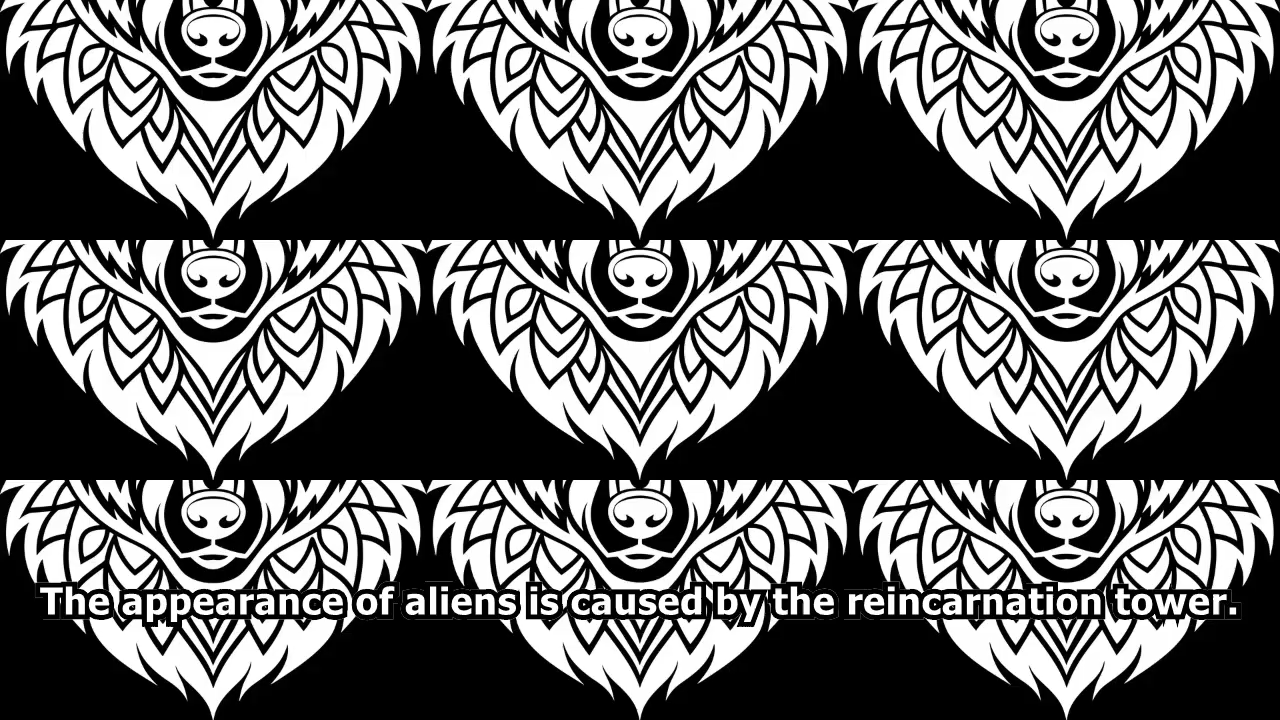 The appearance of aliens is caused by the reincarnation tower.